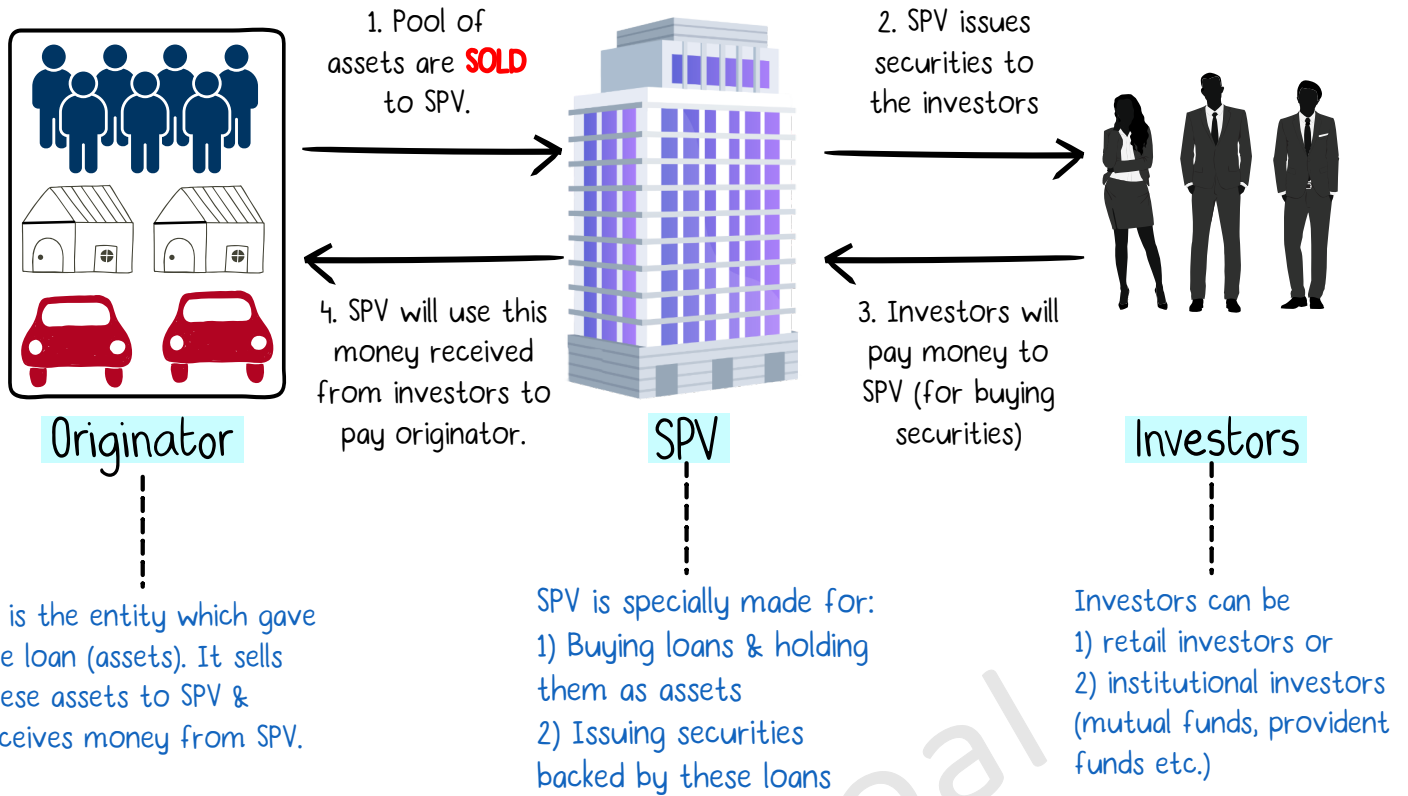 1. Pool of
assets are SOLD
to SPV.
2. SPV issues
securities to
the investors
4. SPV will use this
money received
from investors to
pay originator.
3. Investors will
pay money to
SPV (for buying
securities)
Originator
SPV
Investors
is the entity which gave
e loan (assets). It sells
ese assets to SPV &
ceives money from SPV.
SPV is specially made for:
1) Buying loans & holding
them as assets
2) Issuing securities
backed by these loans
Investors can be
1) retail investors or
2) institutional investors
(mutual funds, provident
funds etc.)
oal